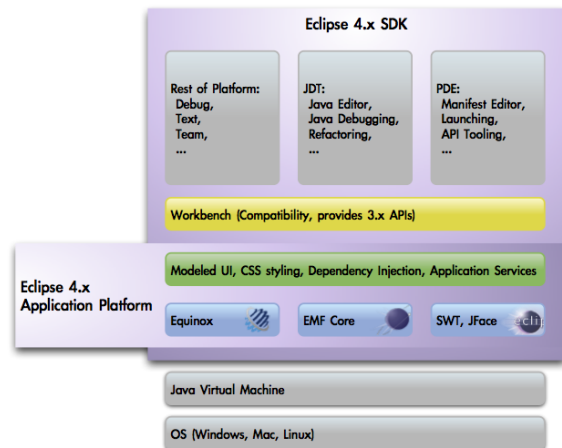 Eclipse 4.x SDK
Rest of Platform:
Debug,
Text,
Team,
...
JDT:
Java Editor,
Java Debugging,
Refactoring,
...
PDE:
Manifest Editor,
Launching,
API Tooling,
...
Workbench (Compatibility, provides 3.x APIs)
Eclipse 4.x
Application Platform
Modeled UI, CSS styling, Dependency Injection, Application Services
Equinox
EMF Core
SWT, JFace
eclip
Java Virtual Machine
OS (Windows, Mac, Linux)